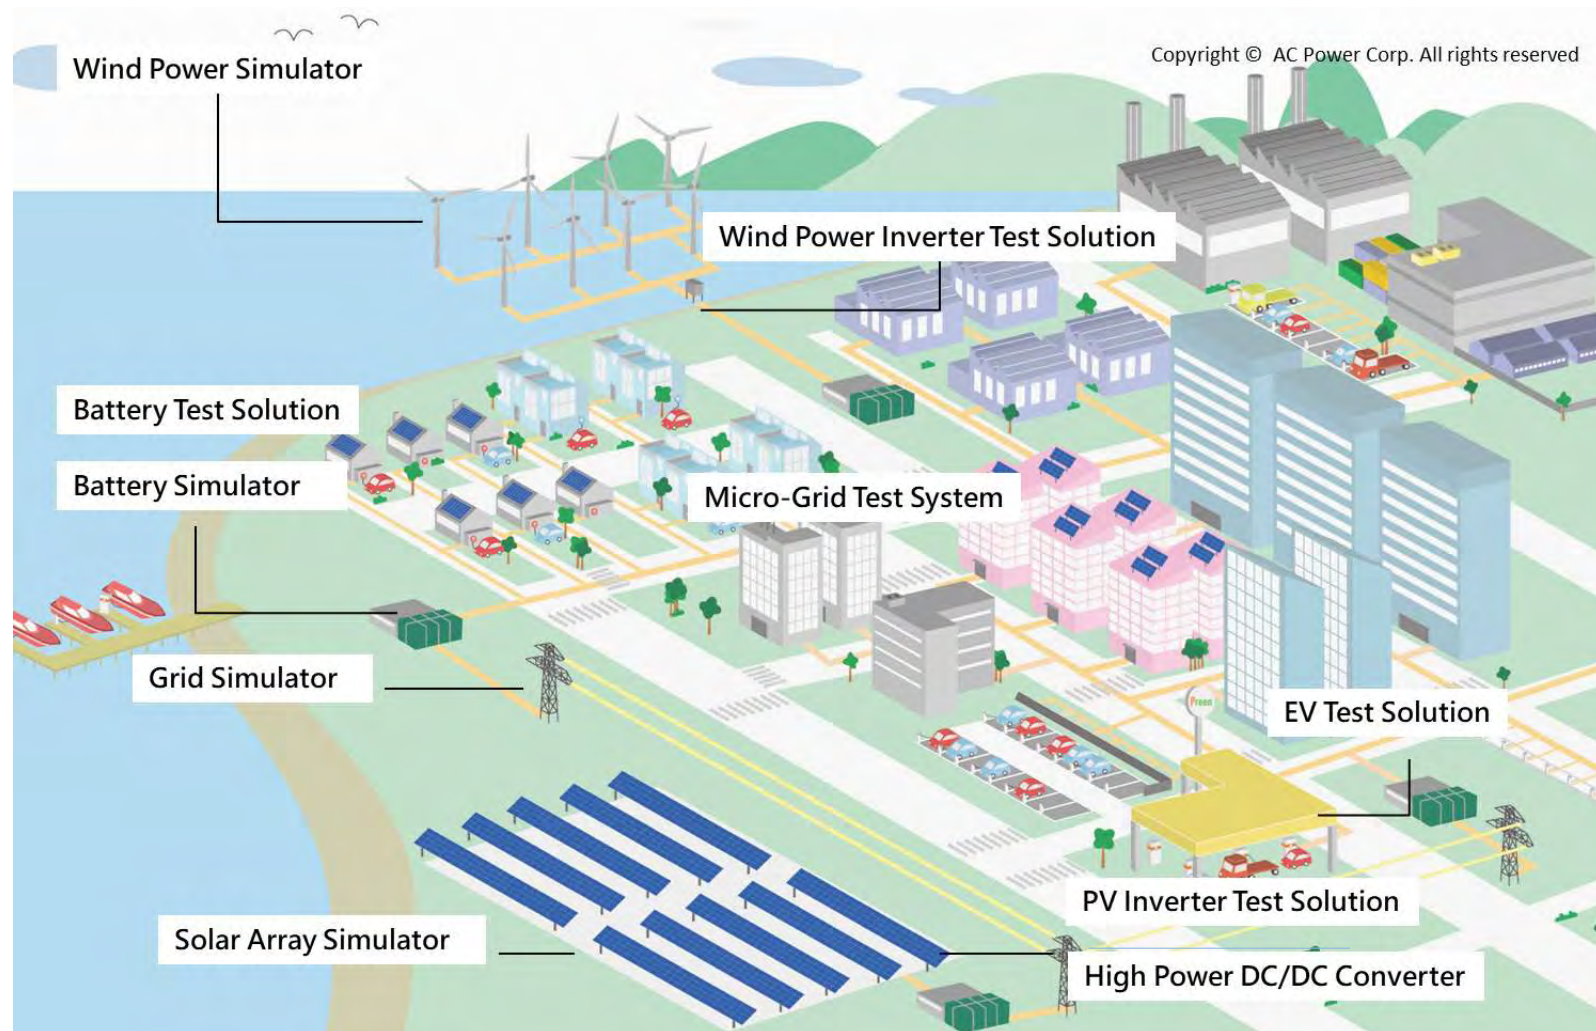 Copyright © AC Power Corp. All rights reserved
Wind Power Simulator
Wind Power Inverter Test Solution
Battery Test Solution
Battery Simulator
Micro-Grid Test System
Grid Simulator
Preen
EV Test Solution
PV Inverter Test Solution
Solar Array Simulator
High Power DC/DC Converter